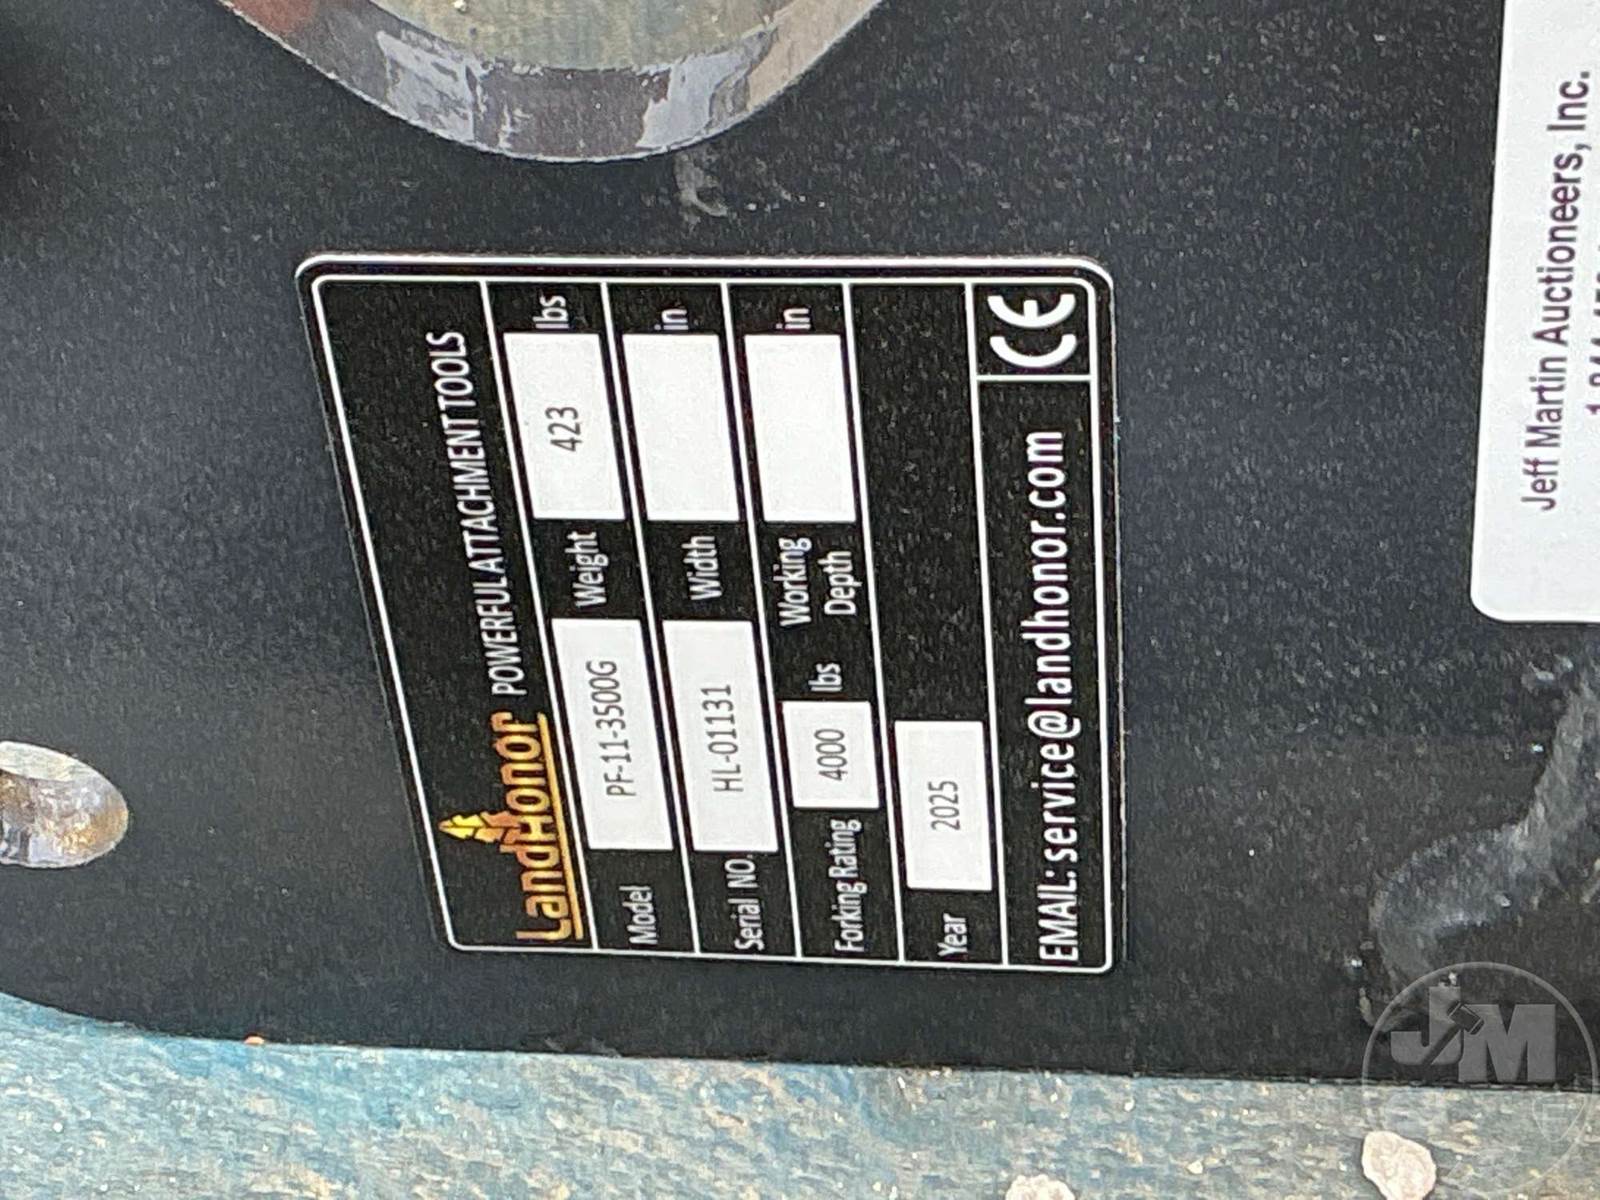 LandHonor POWERFUL ATTACHMENT TOOLS
Model PF-11-3500G Weight 423 lbs
Serial NO. HL-01131 Width in
Forking Rating 4000 lbs Working Depth in
Year 2025
EMAIL: service@landhonor.com CE
Jeff Martin Auctioneers, Inc.
JM